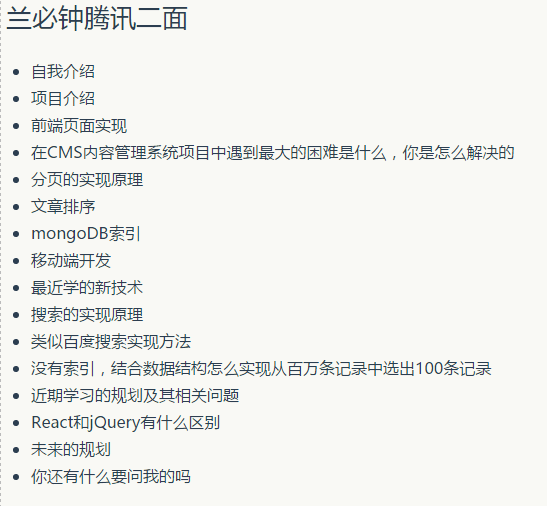 兰必钟腾讯二面
自我介绍
项目介绍
前端页面实现
在CMS内容管理系统项目中遇到最大的困难是什么，你是怎么解决的
分页的实现原理
文章排序
mongoDB索引
移动端开发
最近学的新技术
搜索的实现原理
类似百度搜索实现方法
没有索引，结合数据结构怎么实现从百万条记录中选出100条记录
近期学习的规划及其相关问题
React和jQuery有什么区别
未来的规划
你还有什么要问我的吗